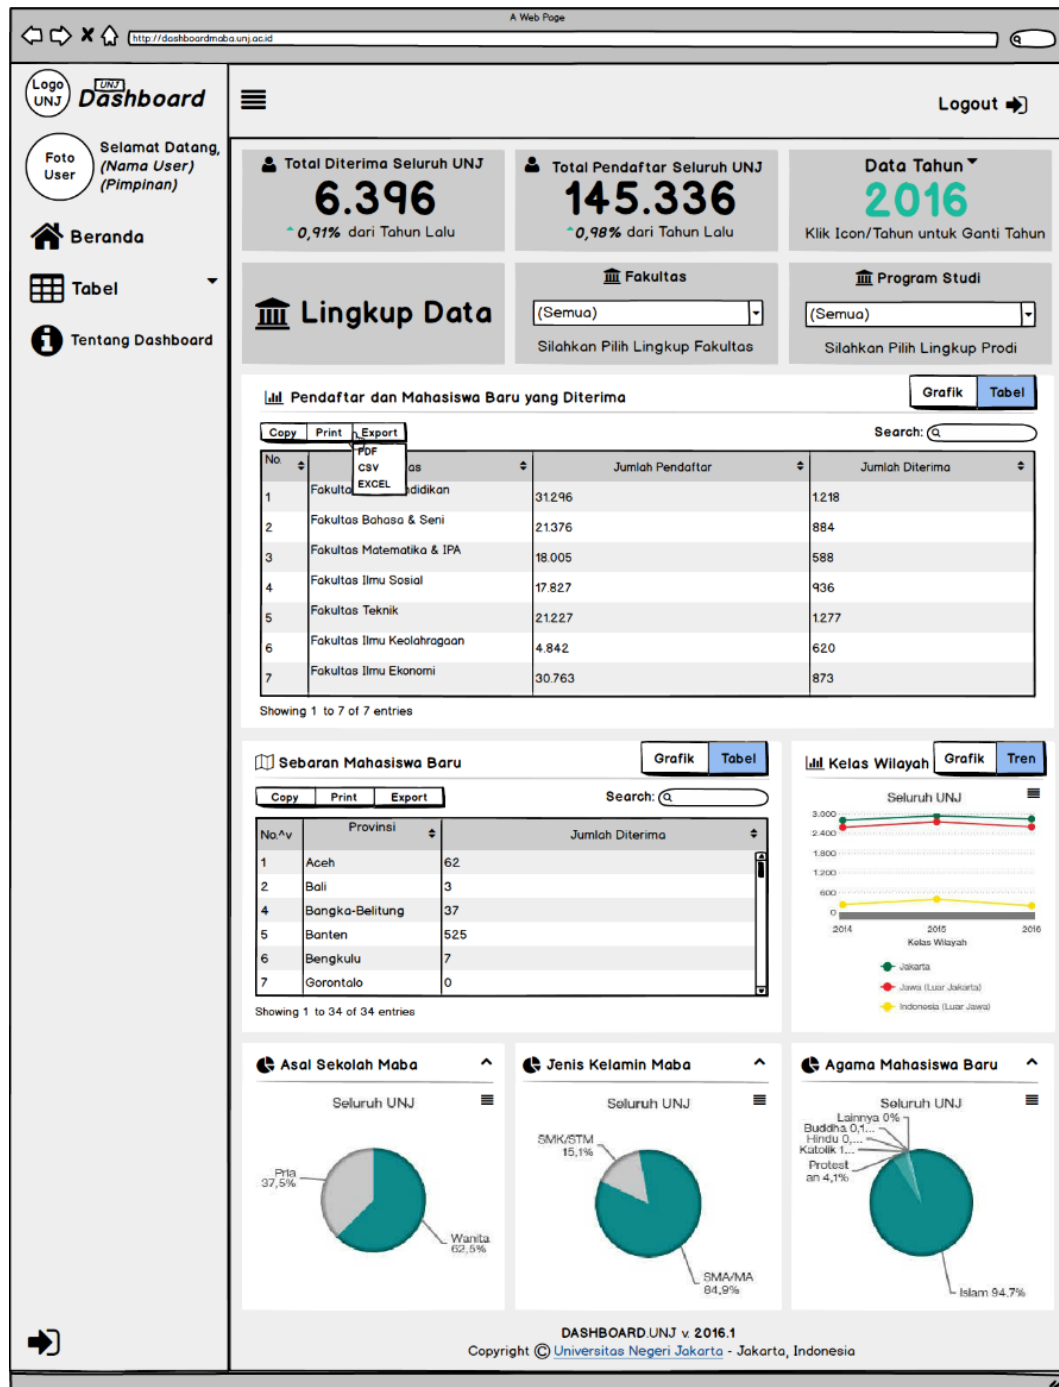 A Web Page
http://dashboardmaba.unj.ac.id
Logo UNJ
UNJ
Dashboard
Logout
Foto User
Selamat Datang,
(Nama User)
(Pimpinan)
Beranda
Tabel
Tentang Dashboard
Total Diterima Seluruh UNJ
6.396
0,91% dari Tahun Lalu
Total Pendaftar Seluruh UNJ
145.336
0,98% dari Tahun Lalu
Data Tahun
2016
Klik Icon/Tahun untuk Ganti Tahun
Lingkup Data
Fakultas
(Semua)
Silahkan Pilih Lingkup Fakultas
Program Studi
(Semua)
Silahkan Pilih Lingkup Prodi
Pendaftar dan Mahasiswa Baru yang Diterima
Grafik Tabel
Copy Print Export
PDF
CSV
EXCEL
Search:
No. as Jumlah Pendaftar Jumlah Diterima
1 Fakulta didikan 31.296 1.218
2 Fakultas Bahasa & Seni 21.376 884
3 Fakultas Matematika & IPA 18.005 588
4 Fakultas Ilmu Sosial 17.827 936
5 Fakultas Teknik 21.227 1.277
6 Fakultas Ilmu Keolahragaan 4.842 620
7 Fakultas Ilmu Ekonomi 30.763 873
Showing 1 to 7 of 7 entries
Sebaran Mahasiswa Baru
Grafik Tabel
Copy Print Export
Search:
No.^v Provinsi Jumlah Diterima
1 Aceh 62
2 Bali 3
4 Bangka-Belitung 37
5 Banten 525
6 Bengkulu 7
7 Gorontalo 0
Showing 1 to 34 of 34 entries
Kelas Wilayah
Grafik Tren
Seluruh UNJ
3.000
2.400
1.800
1.200
600
0
2014 2015 2016
Kelas Wilayah
Jakarta
Jawa (Luar Jakarta)
Indonesia (Luar Jawa)
Asal Sekolah Maba
Seluruh UNJ
Pria
37,5%
Wanita
62,5%
Jenis Kelamin Maba
Seluruh UNJ
SMK/STM
15,1%
SMA/MA
84,9%
Agama Mahasiswa Baru
Seluruh UNJ
Lainnya 0%
Buddha 0,1...
Hindu 0,...
Katolik 1...
Protest
an 4,1%
Islam 94,7%
DASHBOARD.UNJ v. 2016.1
Copyright © Universitas Negeri Jakarta - Jakarta, Indonesia